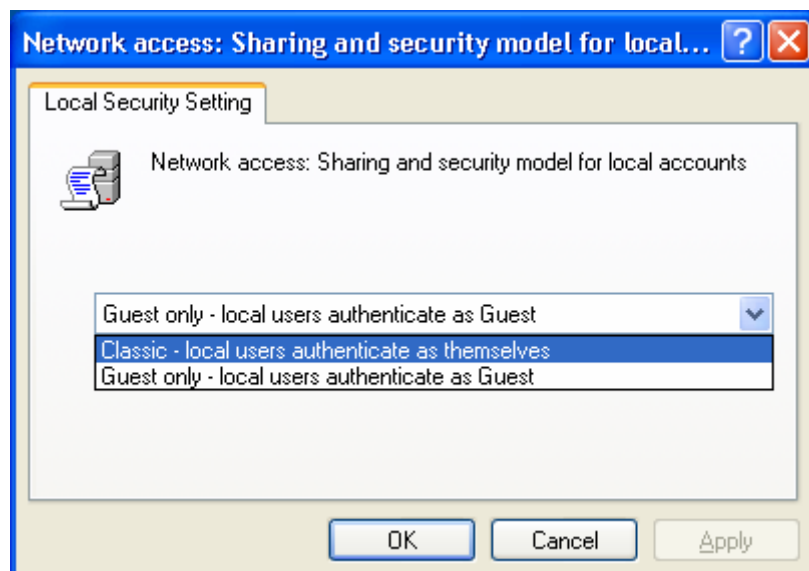 Network access: Sharing and security model for local...
Local Security Setting
Network access: Sharing and security model for local accounts
Guest only - local users authenticate as Guest
Classic - local users authenticate as themselves
Guest only - local users authenticate as Guest
OK Cancel Apply